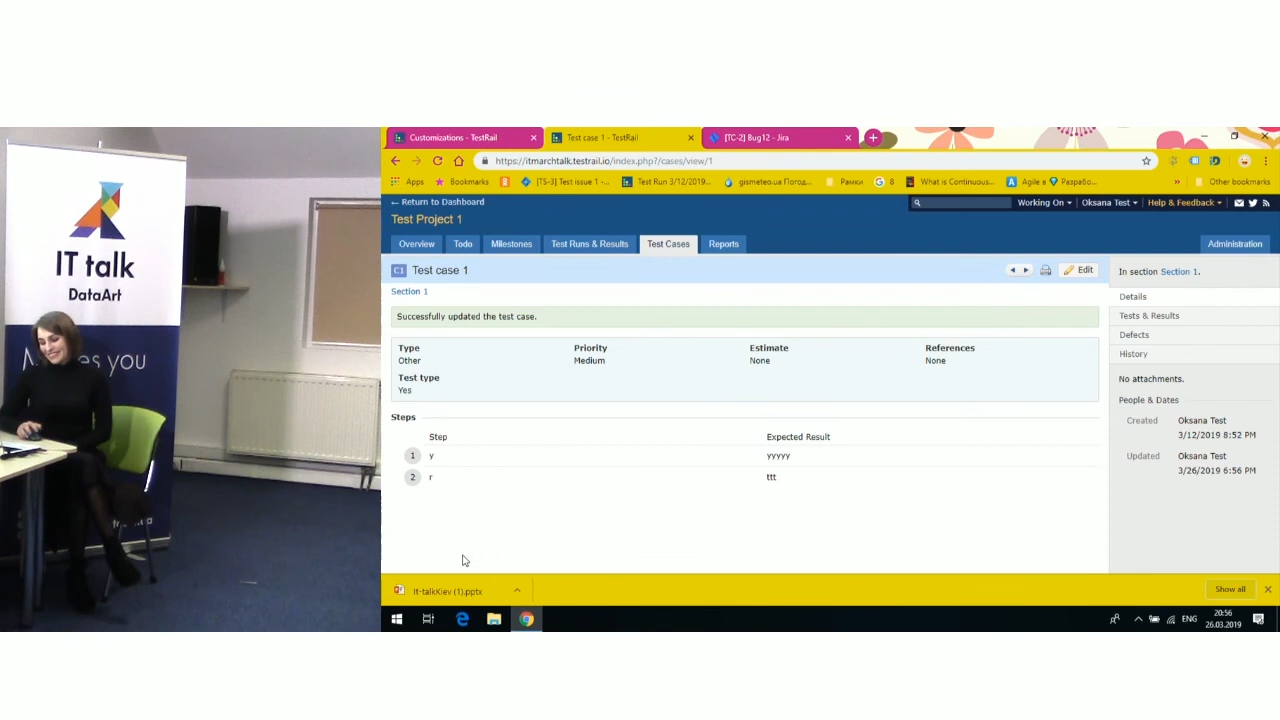 IT talk
DataArt
es you
Customizations - TestRail
Test case 1 - TestRail
[TC-2] Bug12 - Jira
https://itmarchtalk.testrail.io/index.php?/cases/view/1
Apps
Bookmarks
[TS-3] Test issue 1 -...
Test Run 3/12/2019...
gismeteo.ua Погод...
Рамки
8
What is Continuous...
Agile в
Разрабо...
»
Other bookmarks
← Return to Dashboard
Working On
Oksana Test
Help & Feedback
Test Project 1
Overview
Todo
Milestones
Test Runs & Results
Test Cases
Reports
Administration
C1 Test case 1
Edit
In section Section 1.
Section 1
Details
Successfully updated the test case.
Tests & Results
Defects
History
Type
Priority
Estimate
References
Other
Medium
None
None
Test type
Yes
No attachments.
People & Dates
Steps
Created
Oksana Test
3/12/2019 8:52 PM
Step
Expected Result
1 y yyyyy
Updated
Oksana Test
3/26/2019 6:56 PM
2 r ttt
It-talkKiev (1).pptx
Show all
ENG
20:56
26.03.2019